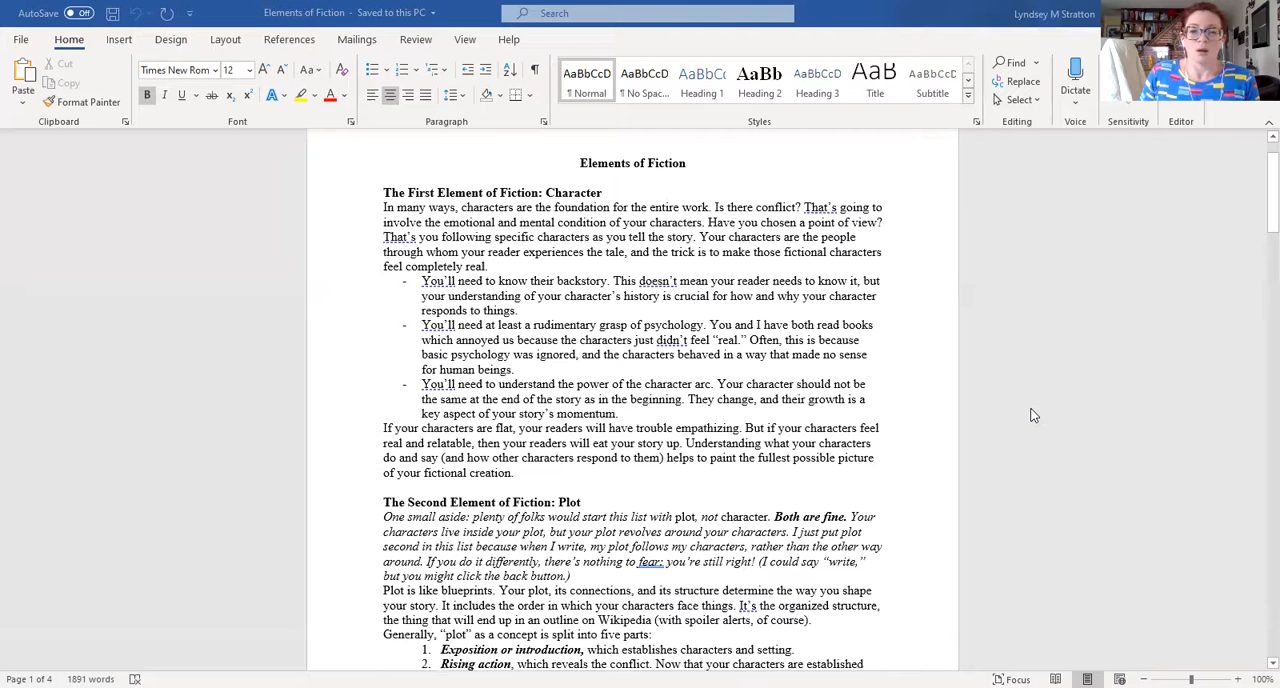 AutoSave Off Elements of Fiction - Saved to this PC Search Lyndsey M Stratton
File Home Insert Design Layout References Mailings Review View Help
Paste Cut Copy Format Painter Clipboard
Times New Rom 12 Font
Paragraph
AaBbCcD AaBbCcD AaBbCc AaBb AaBbCcD AaB AaBbCcD
¶ Normal ¶ No Spac... Heading 1 Heading 2 Heading 3 Title Subtitle
Styles
Find Replace Select Editing
Dictate Voice Sensitivity Editor
Elements of Fiction
The First Element of Fiction: Character
In many ways, characters are the foundation for the entire work. Is there conflict? That's going to
involve the emotional and mental condition of your characters. Have you chosen a point of view?
That's you following specific characters as you tell the story. Your characters are the people
through whom your reader experiences the tale, and the trick is to make those fictional characters
feel completely real.
- You'll need to know their backstory. This doesn't mean your reader needs to know it, but
your understanding of your character's history is crucial for how and why your character
responds to things.
- You'll need at least a rudimentary grasp of psychology. You and I have both read books
which annoyed us because the characters just didn't feel “real.” Often, this is because
basic psychology was ignored, and the characters behaved in a way that made no sense
for human beings.
- You'll need to understand the power of the character arc. Your character should not be
the same at the end of the story as in the beginning. They change, and their growth is a
key aspect of your story's momentum.
If your characters are flat, your readers will have trouble empathizing. But if your characters feel
real and relatable, then your readers will eat your story up. Understanding what your characters
do and say (and how other characters respond to them) helps to paint the fullest possible picture
of your fictional creation.
The Second Element of Fiction: Plot
One small aside: plenty of folks would start this list with plot, not character. Both are fine. Your
characters live inside your plot, but your plot revolves around your characters. I just put plot
second in this list because when I write, my plot follows my characters, rather than the other way
around. If you do it differently, there's nothing to fear: you're still right! (I could say “write,”
but you might click the back button.)
Plot is like blueprints. Your plot, its connections, and its structure determine the way you shape
your story. It includes the order in which your characters face things. It's the organized structure,
the thing that will end up in an outline on Wikipedia (with spoiler alerts, of course).
Generally, “plot” as a concept is split into five parts:
1. Exposition or introduction, which establishes characters and setting.
2. Rising action, which reveals the conflict. Now that your characters are established
Page 1 of 4 1891 words Focus 100%